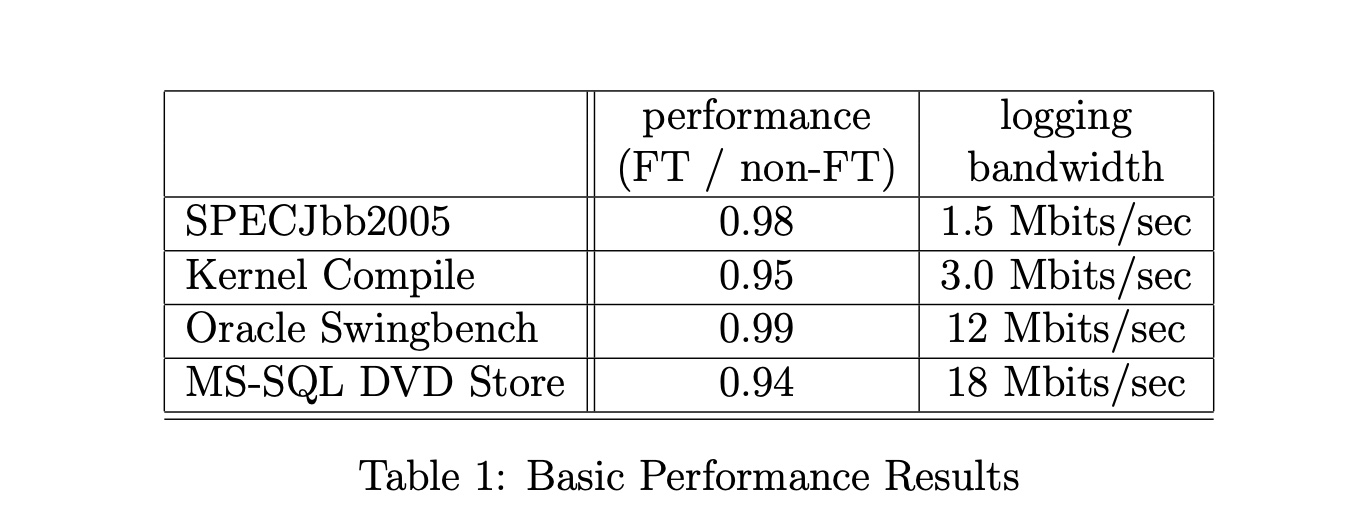 performance logging
(FT / non-FT) bandwidth
SPECJbb2005 0.98 1.5 Mbits/sec
Kernel Compile 0.95 3.0 Mbits/sec
Oracle Swingbench 0.99 12 Mbits/sec
MS-SQL DVD Store 0.94 18 Mbits/sec
Table 1: Basic Performance Results